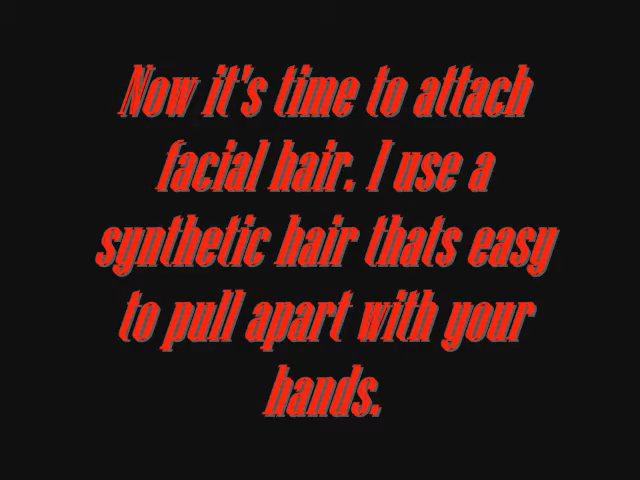 Now it's time to attach
facial hair. I use a
synthetic hair thats easy
to pull apart with your
hands.